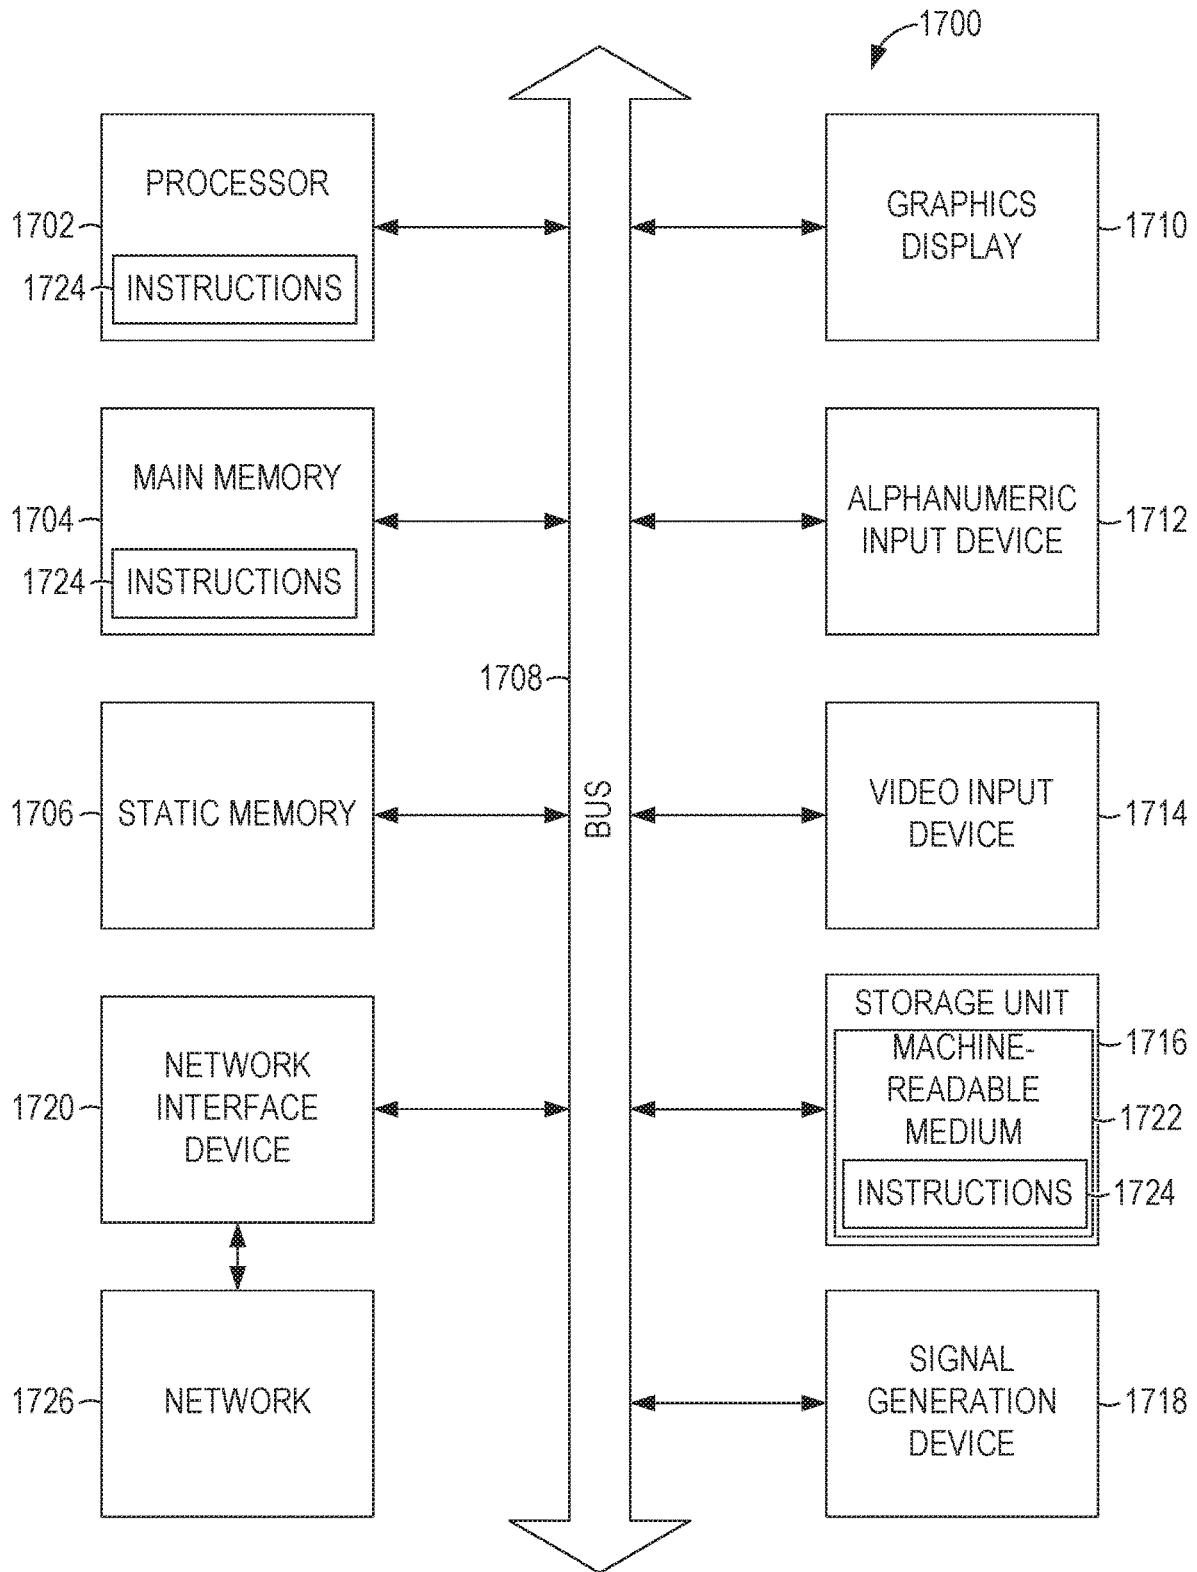 1700
PROCESSOR
1702
1724
INSTRUCTIONS
MAIN MEMORY
1704
1724
INSTRUCTIONS
1706
STATIC MEMORY
1720
NETWORK
INTERFACE
DEVICE
1726
NETWORK
1708
BUS
GRAPHICS
DISPLAY
1710
ALPHANUMERIC
INPUT DEVICE
1712
VIDEO INPUT
DEVICE
1714
STORAGE UNIT
1716
MACHINE-
READABLE
MEDIUM
1722
INSTRUCTIONS
1724
SIGNAL
GENERATION
DEVICE
1718